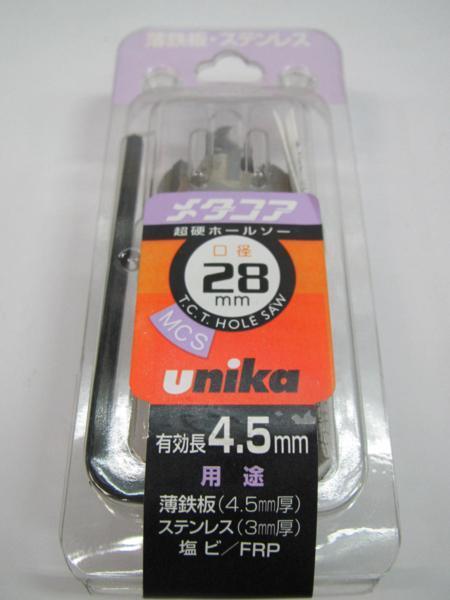 薄鉄板・ステンレス
メタコア
超硬ホールソー
口径
28
mm
T.C.T. HOLE SAW
MCS
unika
有効長4.5mm
用途
薄鉄板(4.5mm厚)
ステンレス(3mm厚)
塩ビ/FRP